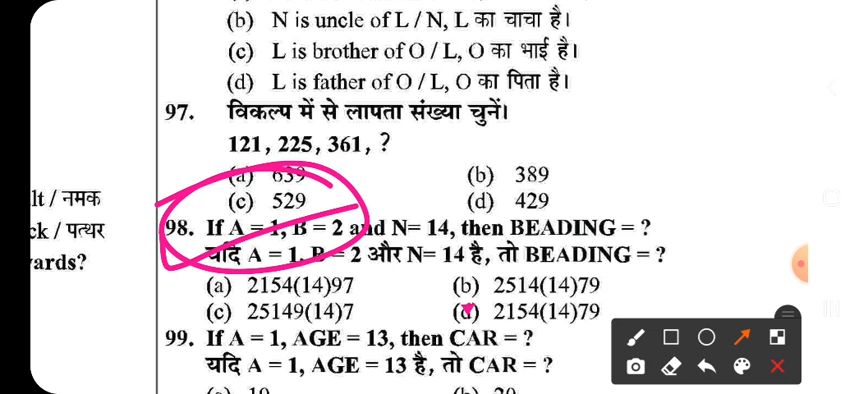 (b) N is uncle of L / N, L का चाचा है।
(c) L is brother of O / L, O का भाई है।
(d) L is father of O / L, O का पिता है।
97. विकल्प में से लापता संख्या चुनें।
121, 225, 361, ?
(a) 639 (b) 389
(c) 529 (d) 429
98. If A = 1, B = 2 and N= 14, then BEADING = ?
यदि A = 1, B = 2 और N= 14 है, तो BEADING = ?
(a) 2154(14)97 (b) 2514(14)79
(c) 25149(14)7 (d) 2154(14)79
99. If A = 1, AGE = 13, then CAR = ?
यदि A = 1, AGE = 13 है, तो CAR = ?
lt / नमक
ck / पत्थर
ards?